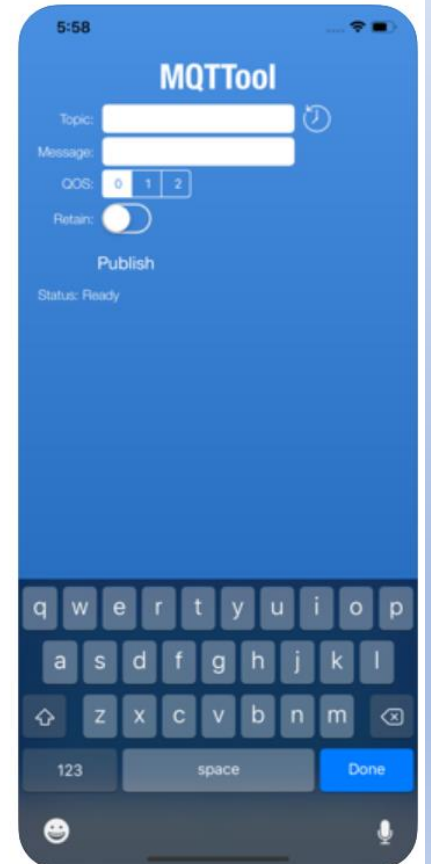 5:58
MQTTool
Topic:
Message:
QOS: 0 1 2
Retain:
Publish
Status: Ready
q w e r t y u i o p
a s d f g h j k l
z x c v b n m
123 space Done